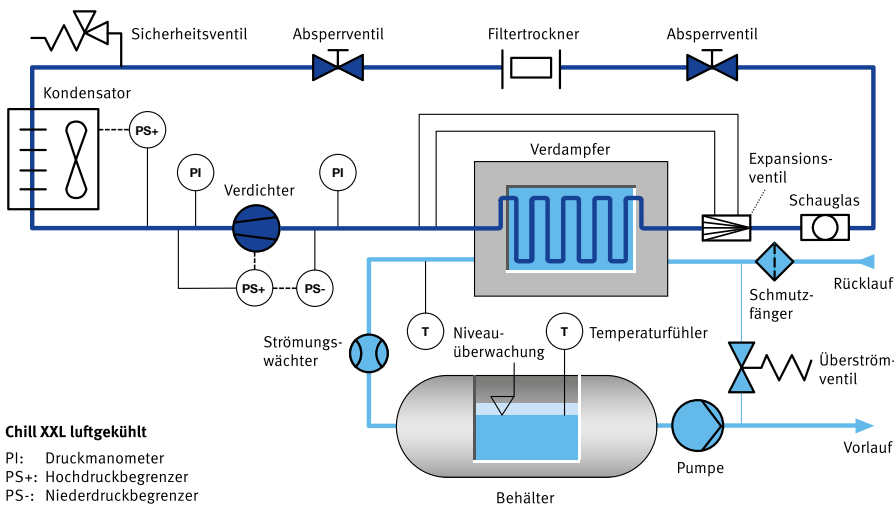 Sicherheitsventil
Absperrventil
Filtertrockner
Absperrventil
Kondensator
PS+
PI
Verdichter
PI
Verdampfer
Expansions-
ventil
Schauglas
PS+
PS-
Rücklauf
Schmutz-
fänger
Strömungs-
wächter
T
Niveau-
überwachung
T
Temperaturfühler
Überström-
ventil
Vorlauf
Pumpe
Behälter
Chill XXL luftgekühlt
PI: Druckmanometer
PS+: Hochdruckbegrenzer
PS-: Niederdruckbegrenzer